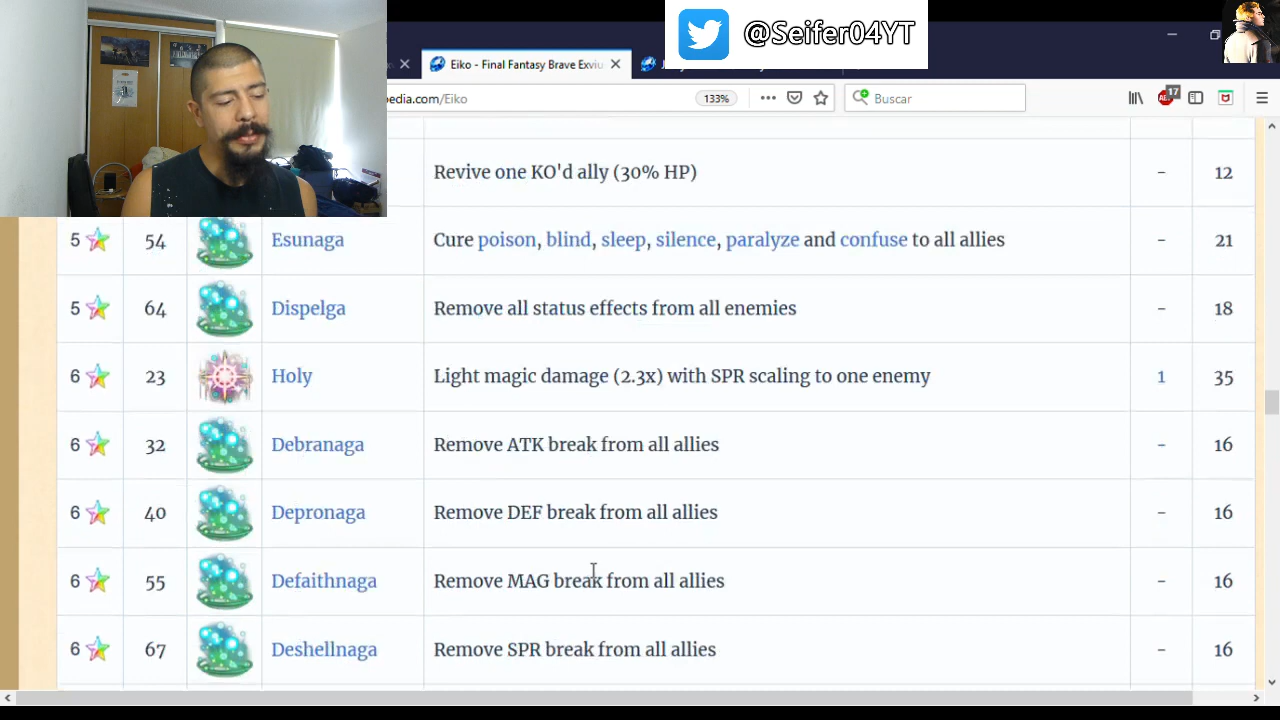 @Seifer04YT
Eiko - Final Fantasy Brave Exviu
pedia.com/Eiko
133%
Buscar
17
Revive one KO'd ally (30% HP) - 12
5 54 Esunaga Cure poison, blind, sleep, silence, paralyze and confuse to all allies - 21
5 64 Dispelga Remove all status effects from all enemies - 18
6 23 Holy Light magic damage (2.3x) with SPR scaling to one enemy 1 35
6 32 Debranaga Remove ATK break from all allies - 16
6 40 Depronaga Remove DEF break from all allies - 16
6 55 Defaithnaga Remove MAG break from all allies - 16
6 67 Deshellnaga Remove SPR break from all allies - 16